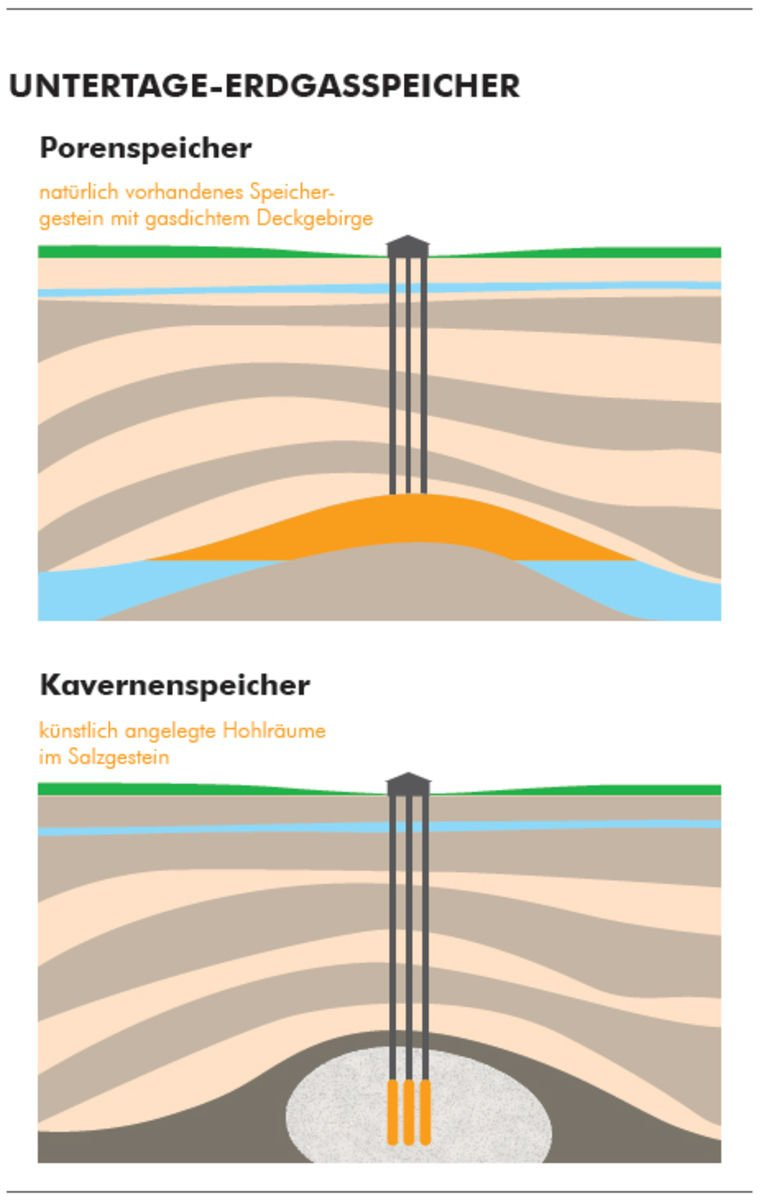 UNTERTAGE-ERDGASSPEICHER
Porenspeicher
natürlich vorhandenes Speicher-
gestein mit gasdichtem Deckgebirge
Kavernenspeicher
künstlich angelegte Hohlräume
im Salzgestein